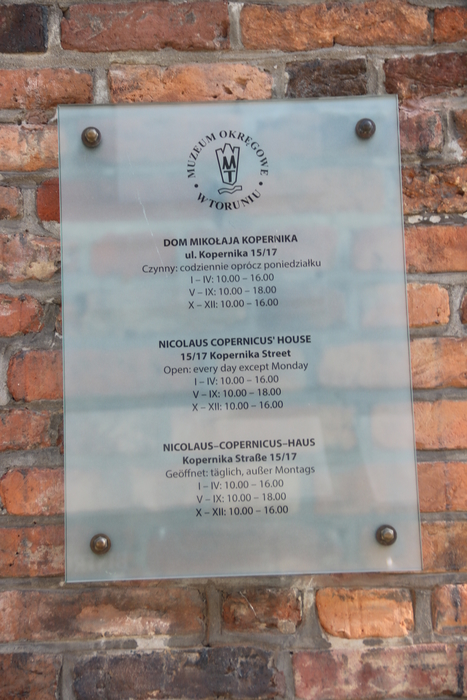 MUZEUM OKRĘGOWE
MT
W TORUNIU
DOM MIKOŁAJA KOPERNIKA
ul. Kopernika 15/17
Czynny: codziennie oprócz poniedziałku
I – IV: 10.00 – 16.00
V – IX: 10.00 – 18.00
X – XII: 10.00 – 16.00
NICOLAUS COPERNICUS' HOUSE
15/17 Kopernika Street
Open: every day except Monday
I – IV: 10.00 – 16.00
V – IX: 10.00 – 18.00
X – XII: 10.00 – 16.00
NICOLAUS–COPERNICUS–HAUS
Kopernika Straße 15/17
Geöffnet: täglich, außer Montags
I – IV: 10.00 – 16.00
V – IX: 10.00 – 18.00
X – XII: 10.00 – 16.00